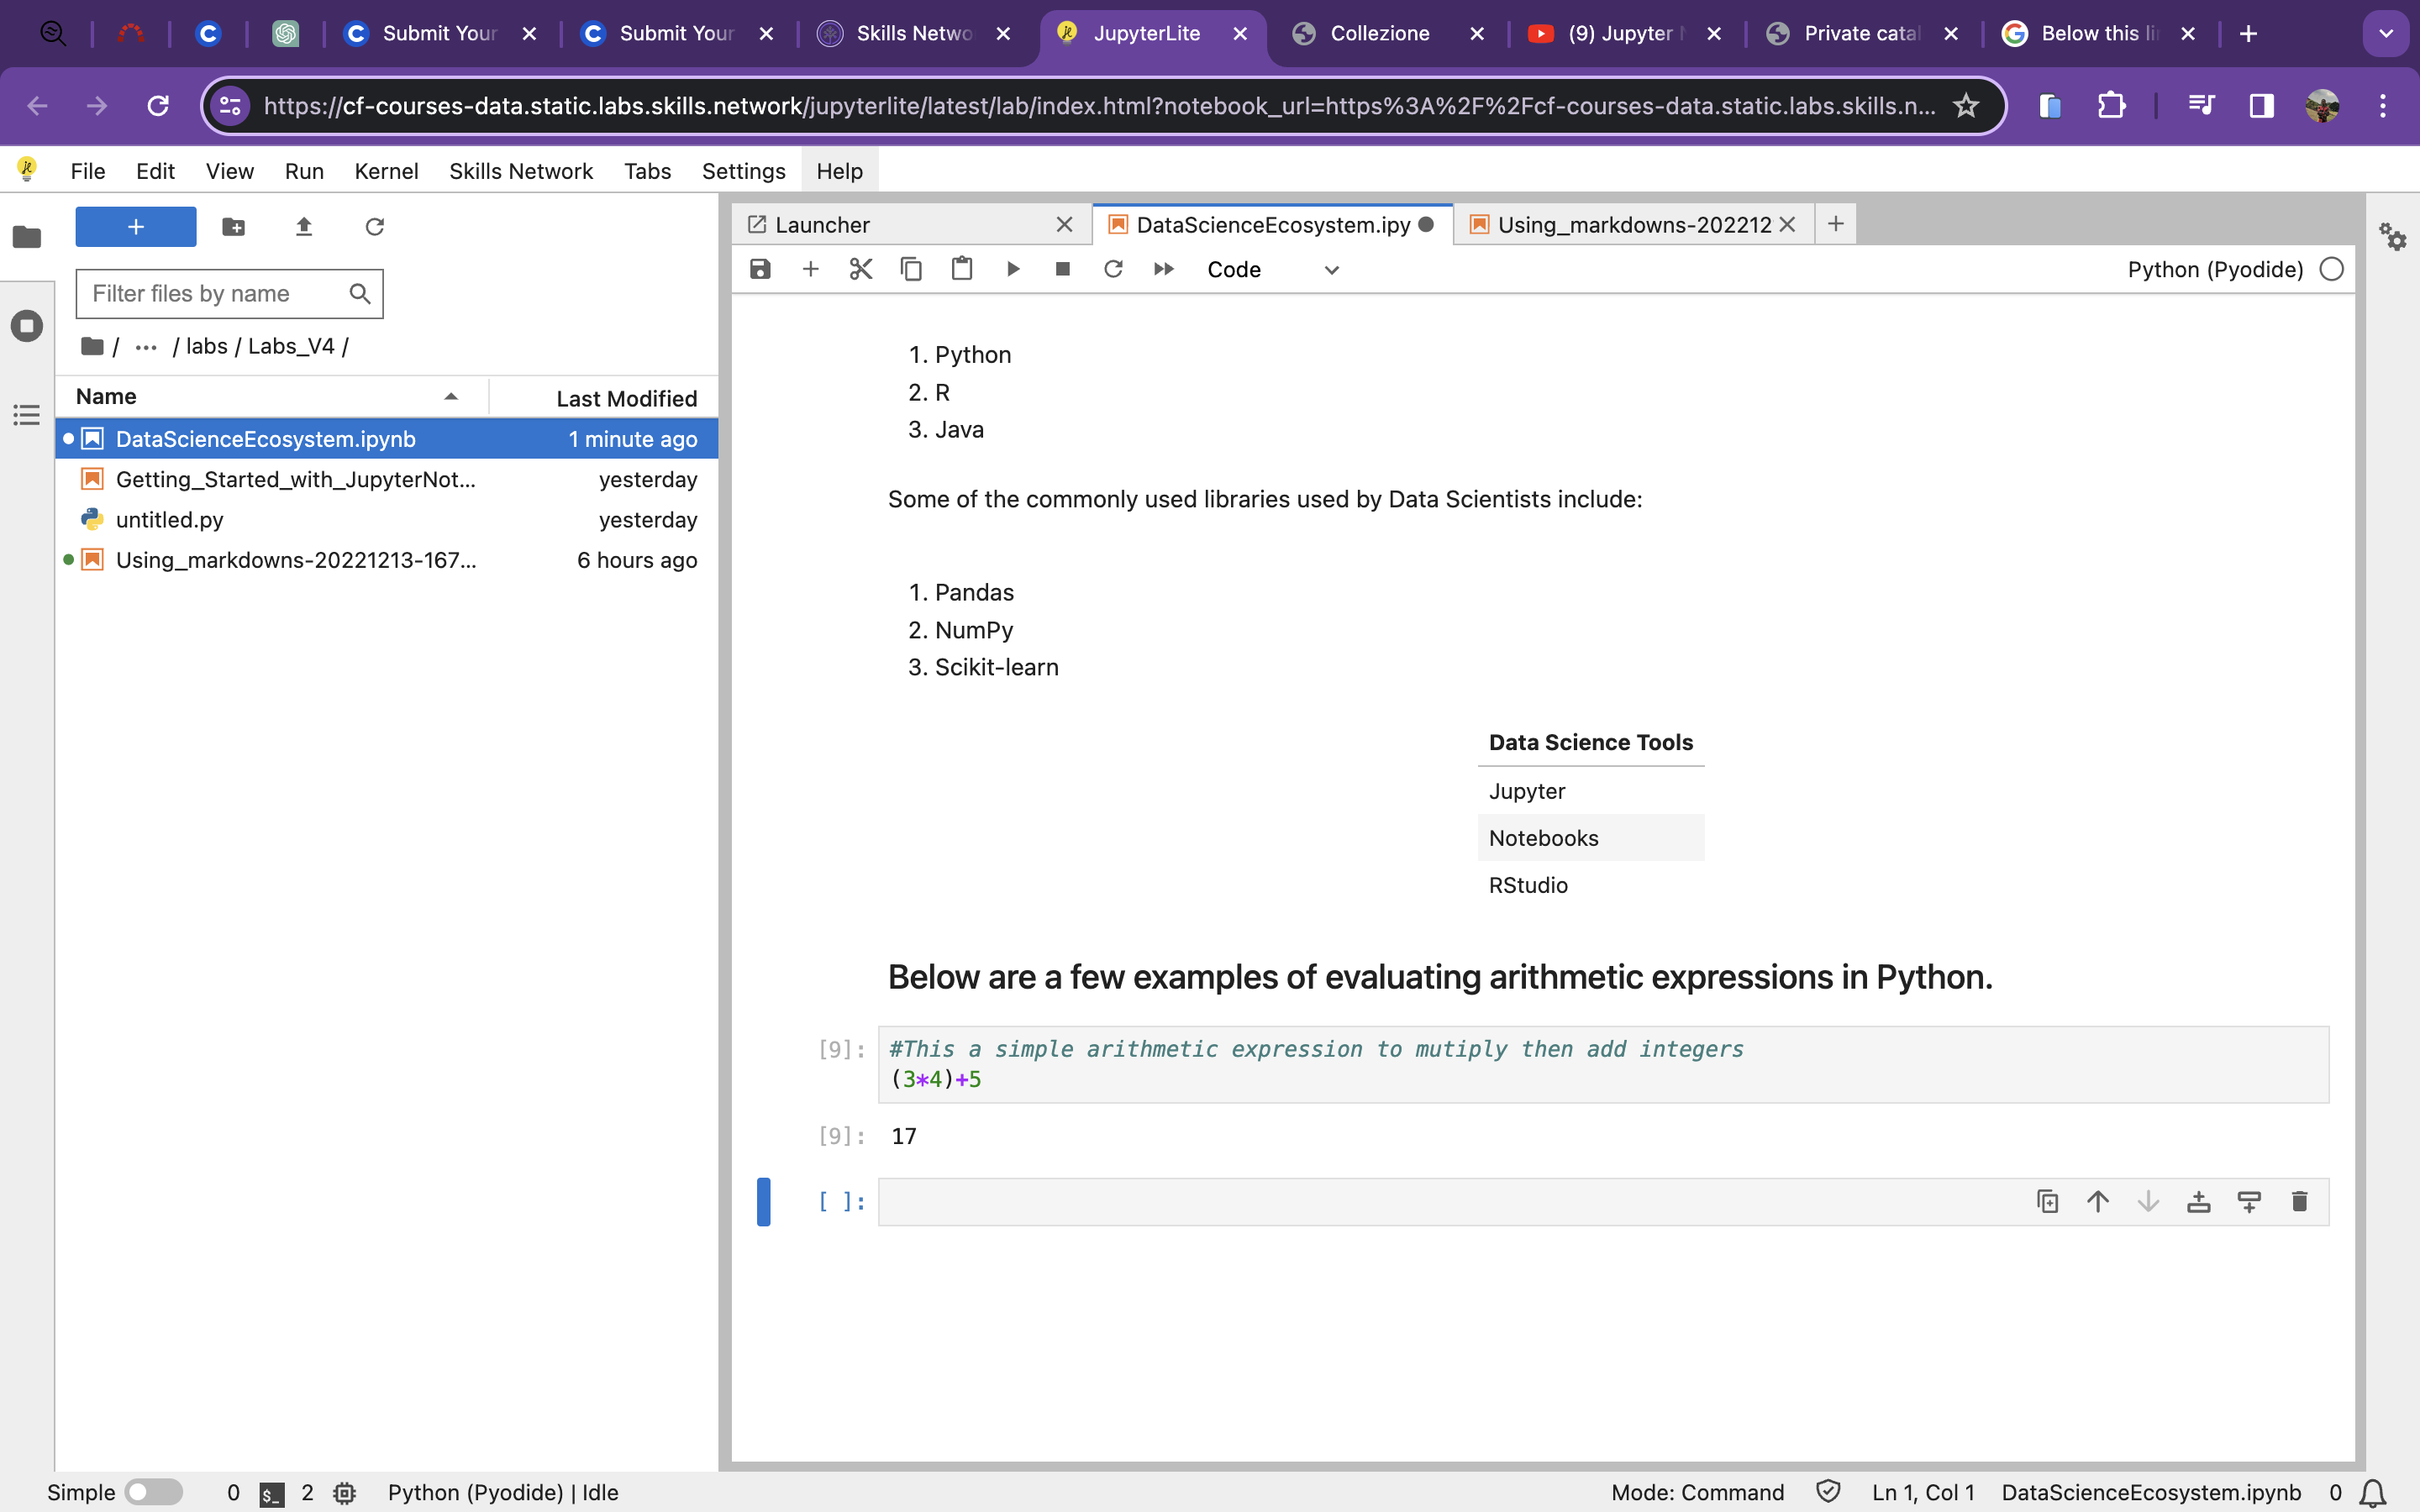 Submit Your
Submit Your
Skills Netwo
JupyterLite
Collezione
(9) Jupyter N
Private catal
Below this li
https://cf-courses-data.static.labs.skills.network/jupyterlite/latest/lab/index.html?notebook_url=https%3A%2F%2Fcf-courses-data.static.labs.skills.n...
File Edit View Run Kernel Skills Network Tabs Settings Help
Launcher
DataScienceEcosystem.ipy
Using_markdowns-202212
Code
Python (Pyodide)
Filter files by name
/ ... / labs / Labs_V4 /
Name Last Modified
DataScienceEcosystem.ipynb 1 minute ago
Getting_Started_with_JupyterNot... yesterday
untitled.py yesterday
Using_markdowns-20221213-167... 6 hours ago
1. Python
2. R
3. Java
Some of the commonly used libraries used by Data Scientists include:
1. Pandas
2. NumPy
3. Scikit-learn
Data Science Tools
Jupyter
Notebooks
RStudio
Below are a few examples of evaluating arithmetic expressions in Python.
[9]: #This a simple arithmetic expression to mutiply then add integers
(3*4)+5
[9]: 17
[ ]:
Simple 0 $_ 2 Python (Pyodide) | Idle
Mode: Command Ln 1, Col 1 DataScienceEcosystem.ipynb 0